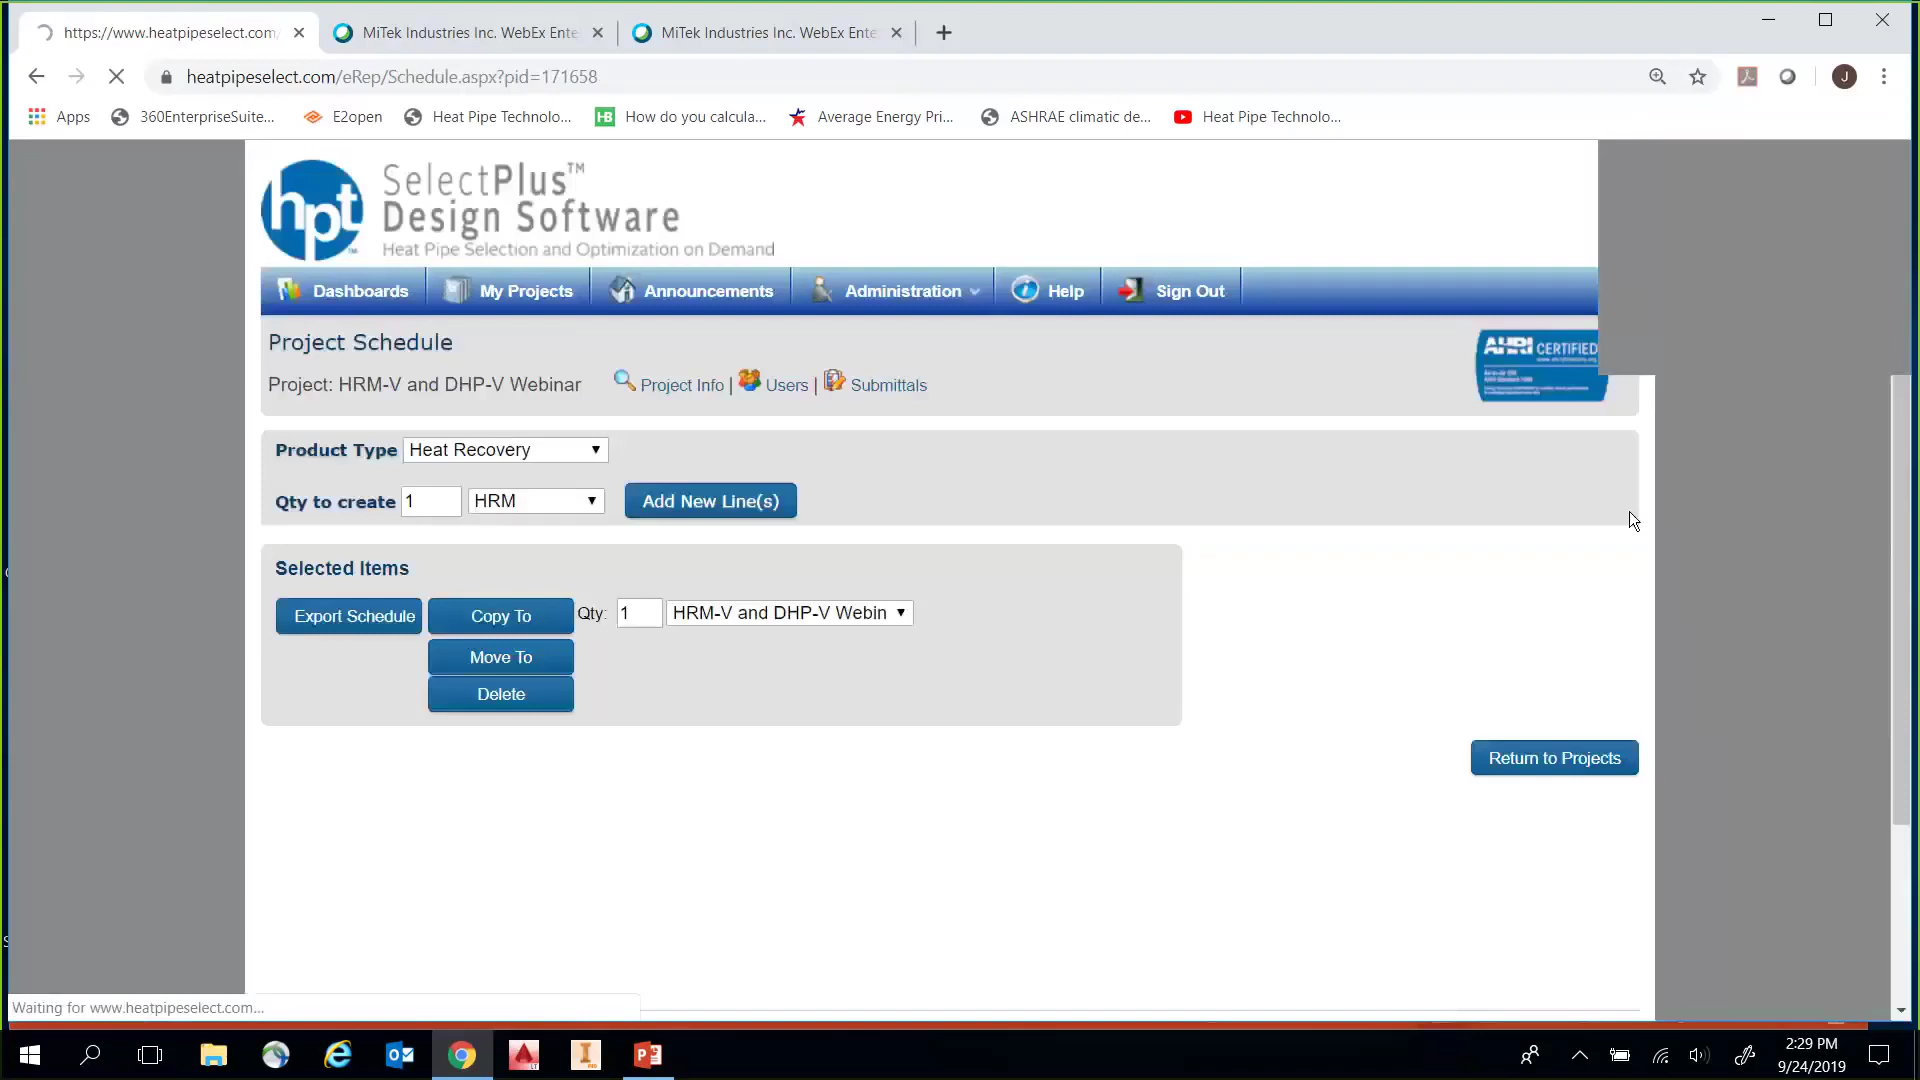 https://www.heatpipeselect.com/
MiTek Industries Inc. WebEx Ente
MiTek Industries Inc. WebEx Ente
heatpipeselect.com/eRep/Schedule.aspx?pid=171658
J
Apps
360EnterpriseSuite...
E2open
Heat Pipe Technolo...
HB
How do you calcula...
Average Energy Pri...
ASHRAE climatic de...
Heat Pipe Technolo...
hpt
SelectPlus™
Design Software
Heat Pipe Selection and Optimization on Demand
Dashboards
My Projects
Announcements
Administration
Help
Sign Out
Project Schedule
AHRI CERTIFIED
Project: HRM-V and DHP-V Webinar
Project Info |
Users |
Submittals
Product Type
Heat Recovery
Qty to create
1
HRM
Add New Line(s)
Selected Items
Export Schedule
Copy To
Qty:
1
HRM-V and DHP-V Webin
Move To
Delete
Return to Projects
Waiting for www.heatpipeselect.com...
2:29 PM
9/24/2019